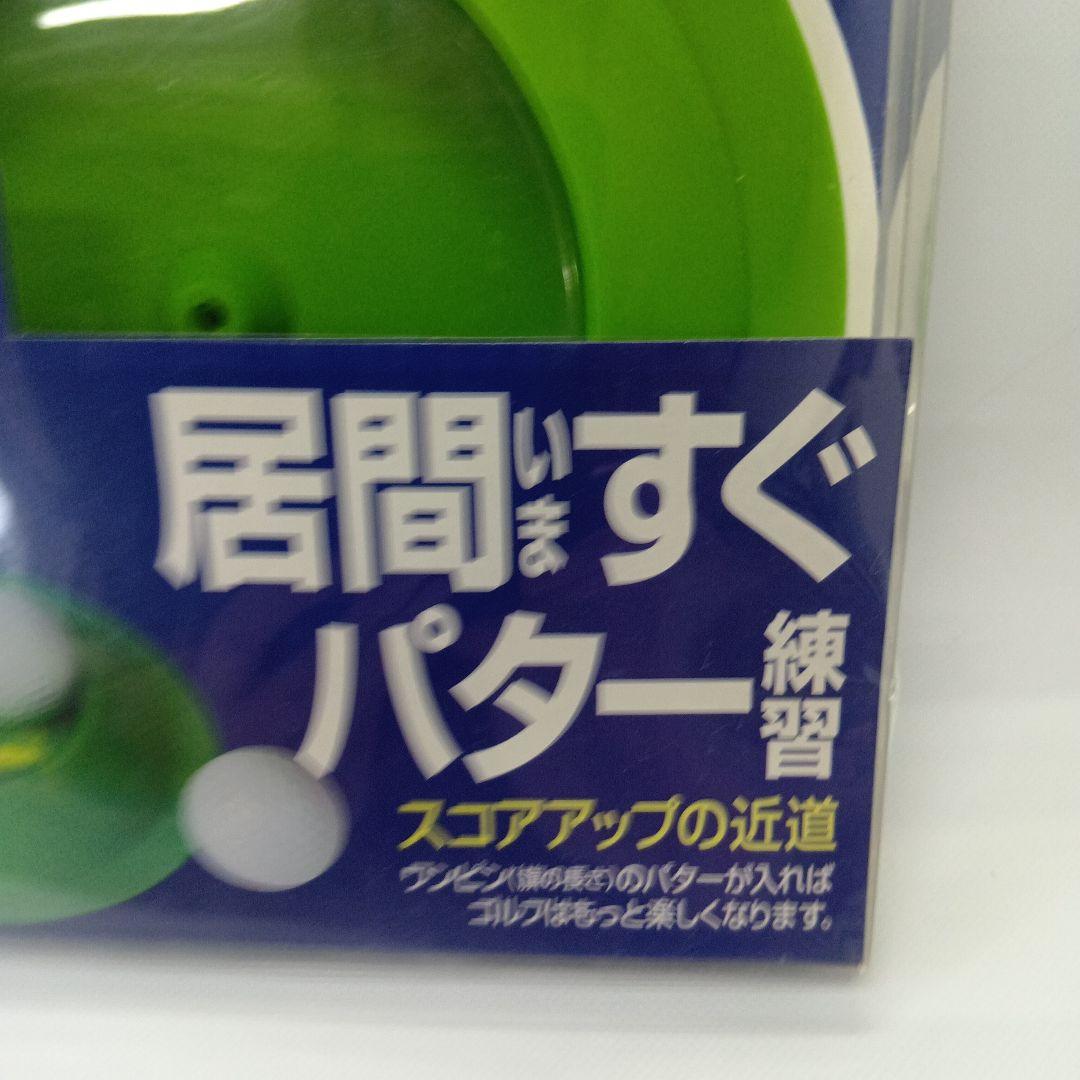 居間いますぐ
パター練習
スコアアップの近道
ワンピン(旗の長さ)のパターが入れば
ゴルフはもっと楽しくなります。